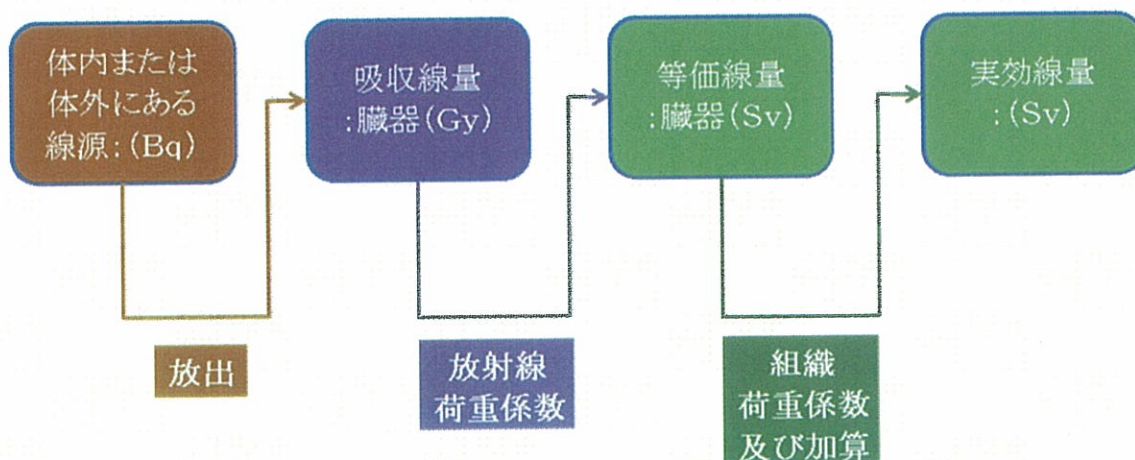 体内または
体外にある
線源:(Bq)
吸収線量
:臓器(Gy)
等価線量
:臓器(Sv)
実効線量
:(Sv)
放出
放射線
荷重係数
組織
荷重係数
及び加算